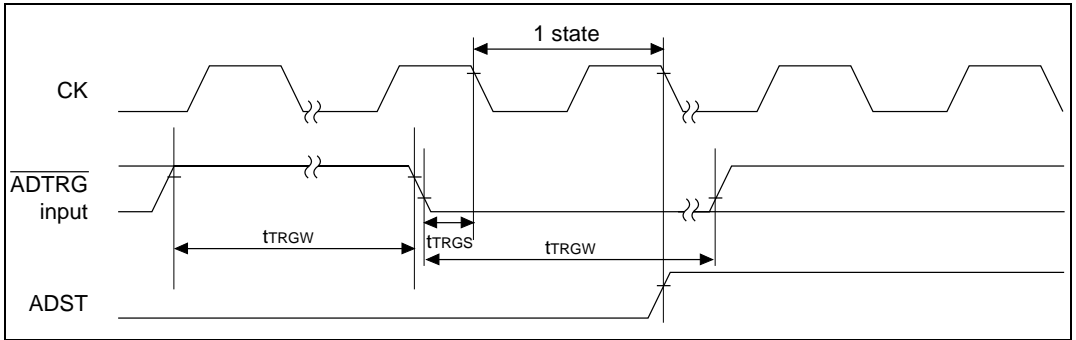 1 state
CK
ADTRG
input
tTRGW
tTRGS
tTRGW
ADST